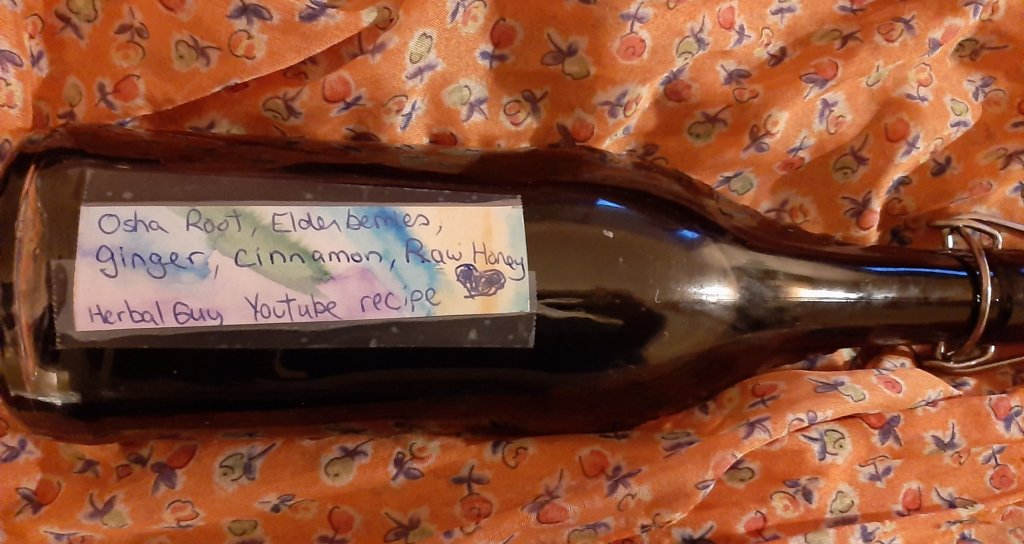 Osha Root, Elderberries,
ginger, cinnamon, Raw Honey
Herbal Guy Youtube recipe